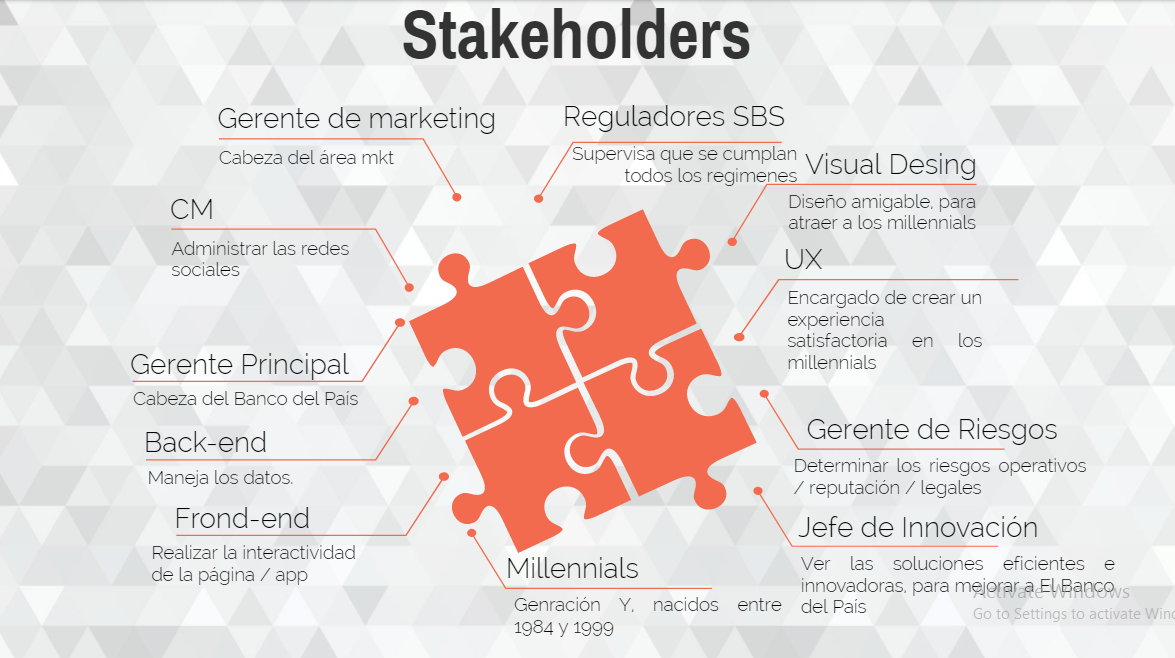 Stakeholders
Gerente de marketing
Cabeza del área mkt
Reguladores SBS
Supervisa que se cumplan
todos los regimenes
Visual Desing
Diseño amigable, para
atraer a los millennials
CM
Administrar las redes
sociales
UX
Encargado de crear un
experiencia
satisfactoria en los
millennials
Gerente Principal
Cabeza del Banco del País
Back-end
Maneja los datos.
Gerente de Riesgos
Determinar los riesgos operativos
/ reputación / legales
Frond-end
Realizar la interactividad
de la página / app
Jefe de Innovación
Ver las soluciones eficientes e
innovadoras, para mejorar a El Banco
del País
Millennials
Genración Y, nacidos entre
1984 y 1999
Activate Windows
Go to Settings to activate Win